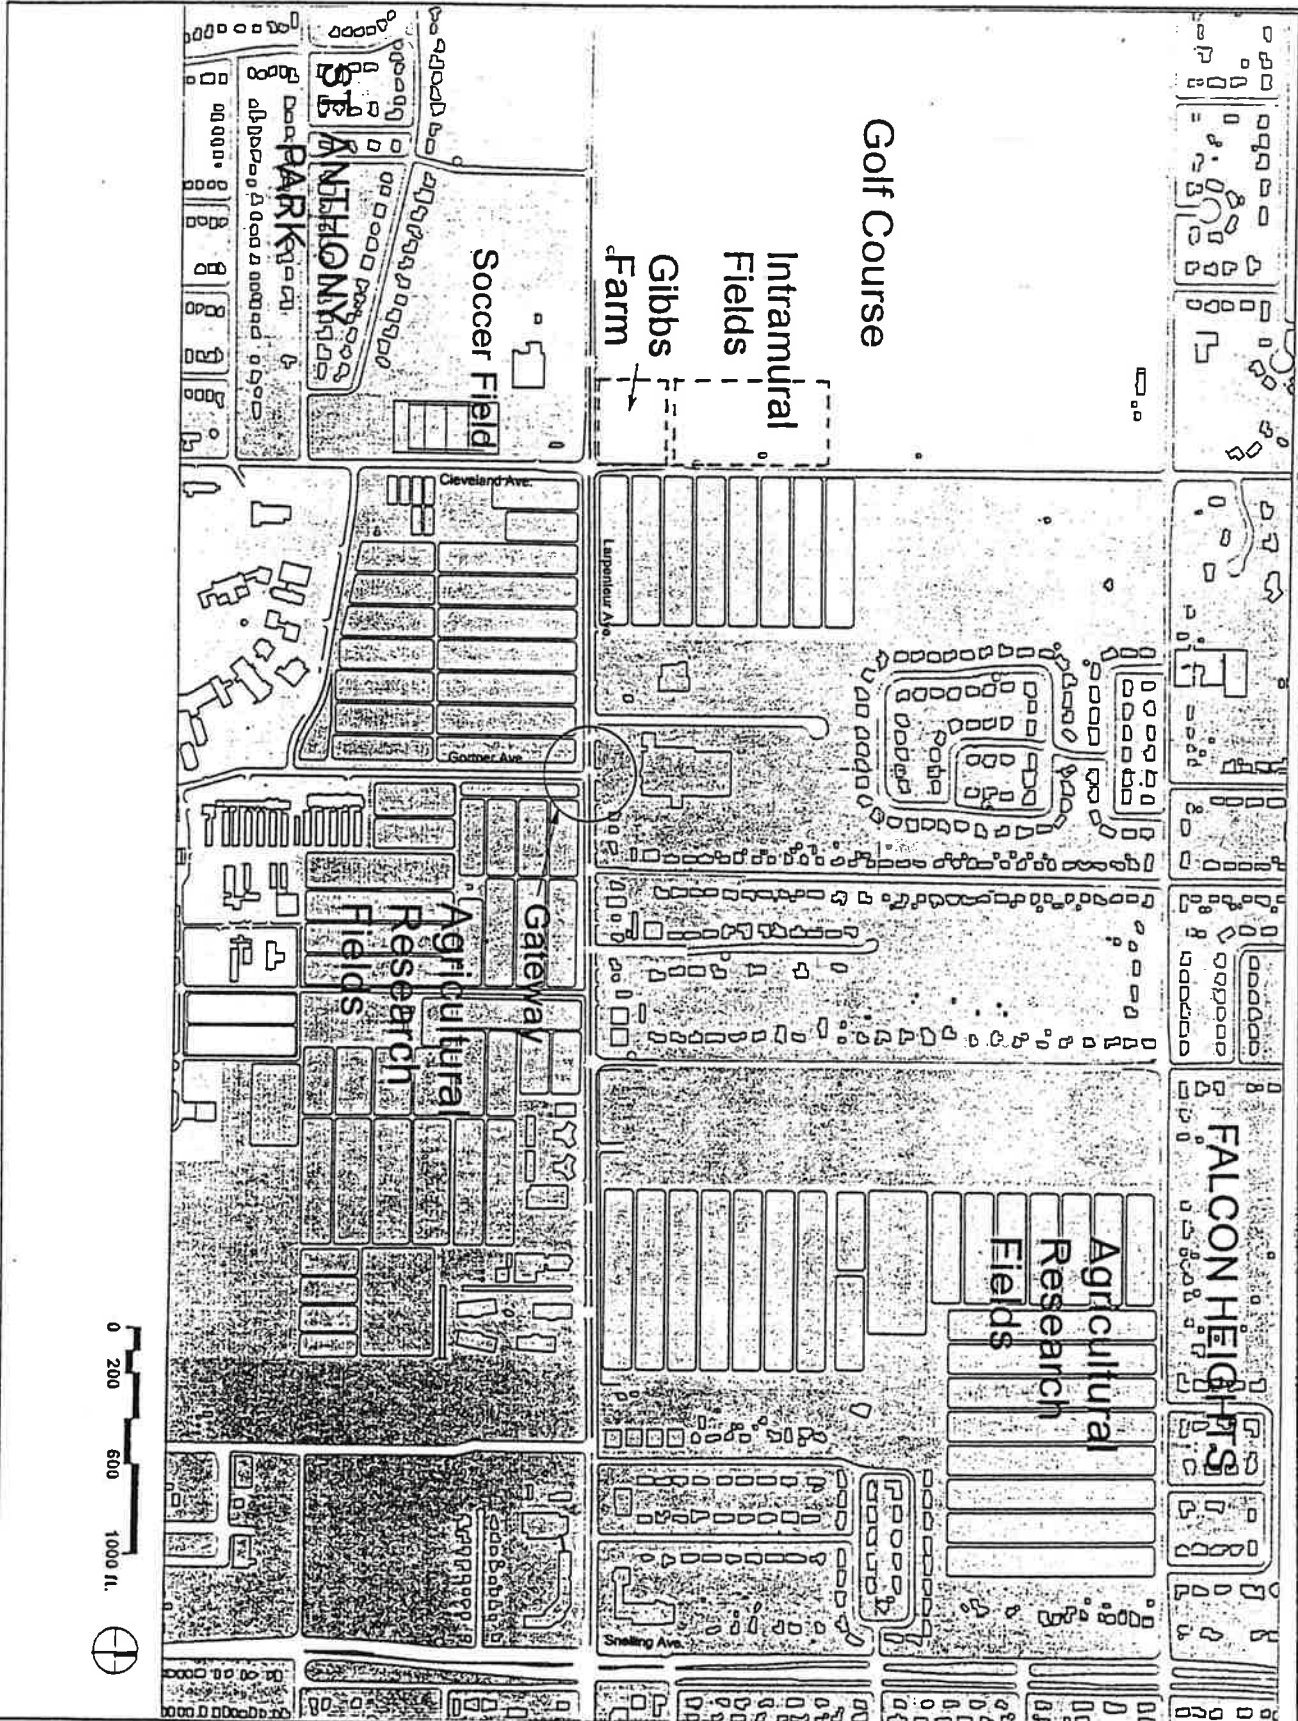 FALCON HEIGHTS
Golf Course
Intramural
Fields
Gibbs
Farm
Agricultural
Research
Fields
Larpenteur Ave.
Snelling Ave.
Soccer Field
Cleveland Ave.
Gortner Ave.
Gateway
Agricultural
Research
Fields
ST. ANTHONY
PARK
0 200 600 1000 ft.